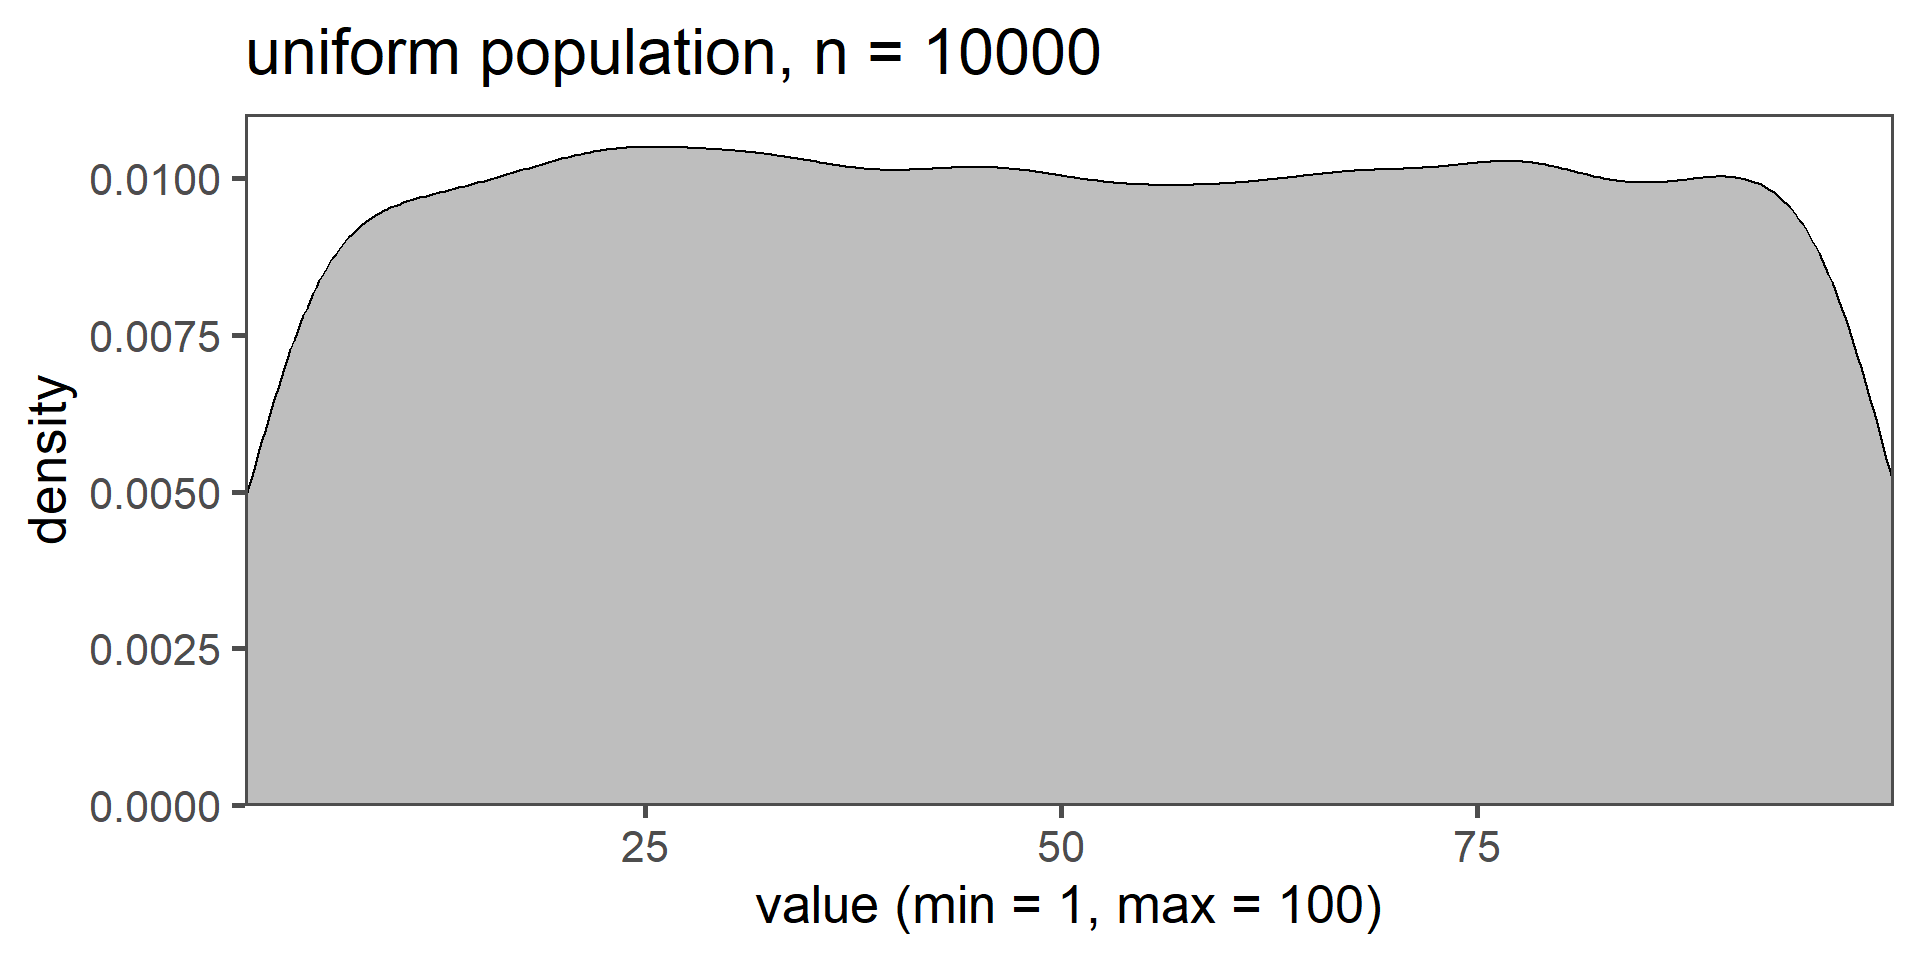 uniform population, n = 10000
density
0.0100
0.0075
0.0050
0.0025
0.0000
25 50 75
value (min = 1, max = 100)